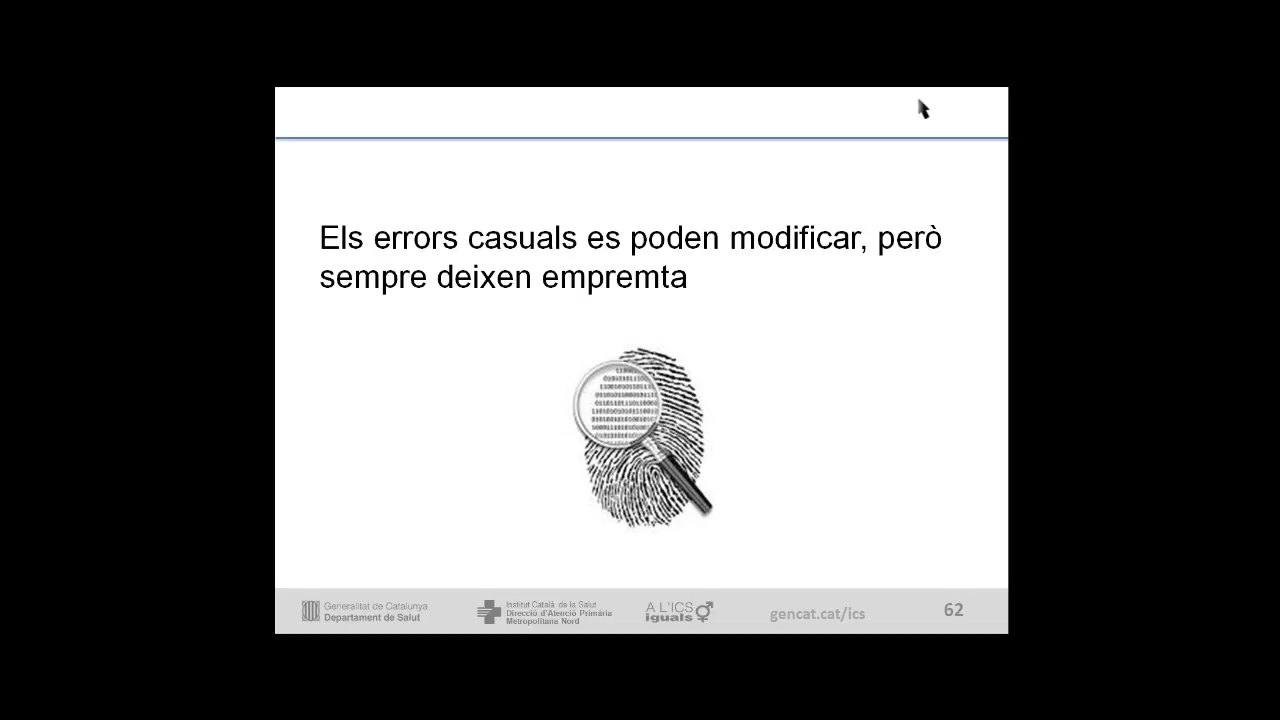 Els errors casuals es poden modificar, però
sempre deixen empremta
Generalitat de Catalunya
Departament de Salut
Institut Català de la Salut
Direcció d'Atenció Primària
Metropolitana Nord
A L'ICS
iguals
gencat.cat/ics
62